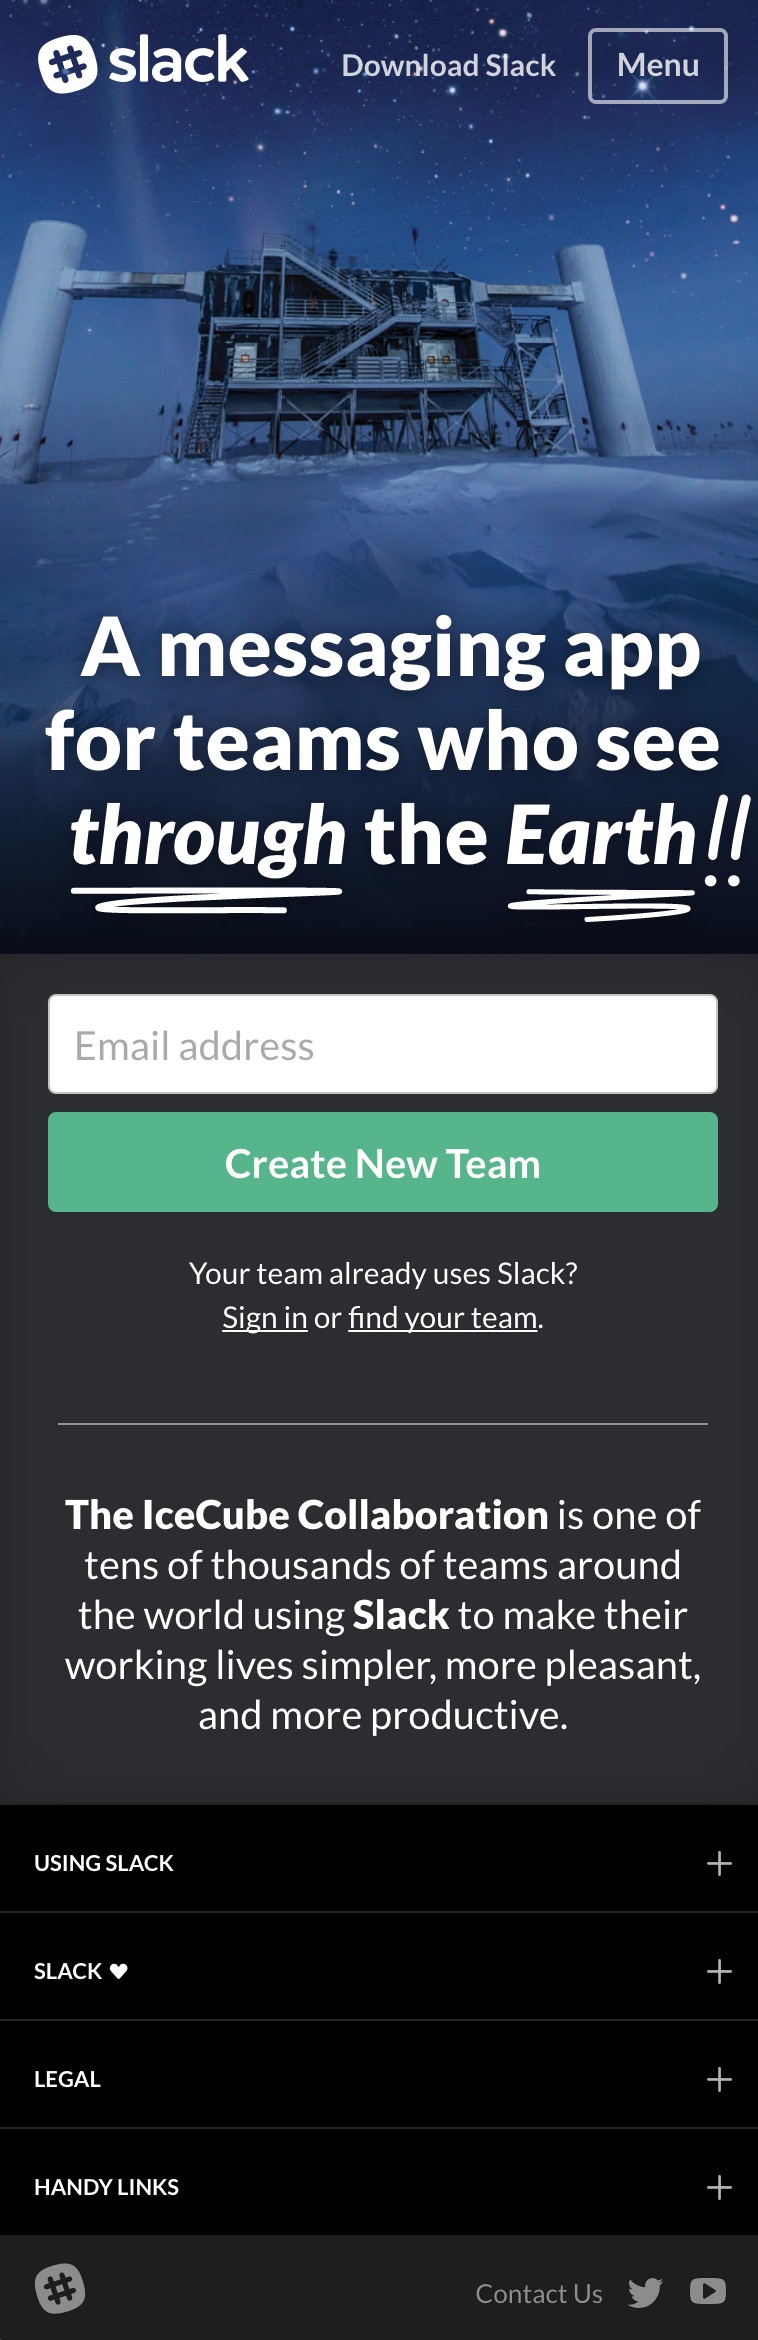 slack
Download Slack
Menu
A messaging app
for teams who see
through the Earth!!
Email address
Create New Team
Your team already uses Slack?
Sign in or find your team.
The IceCube Collaboration is one of
tens of thousands of teams around
the world using Slack to make their
working lives simpler, more pleasant,
and more productive.
USING SLACK
SLACK ♥
LEGAL
HANDY LINKS
Contact Us